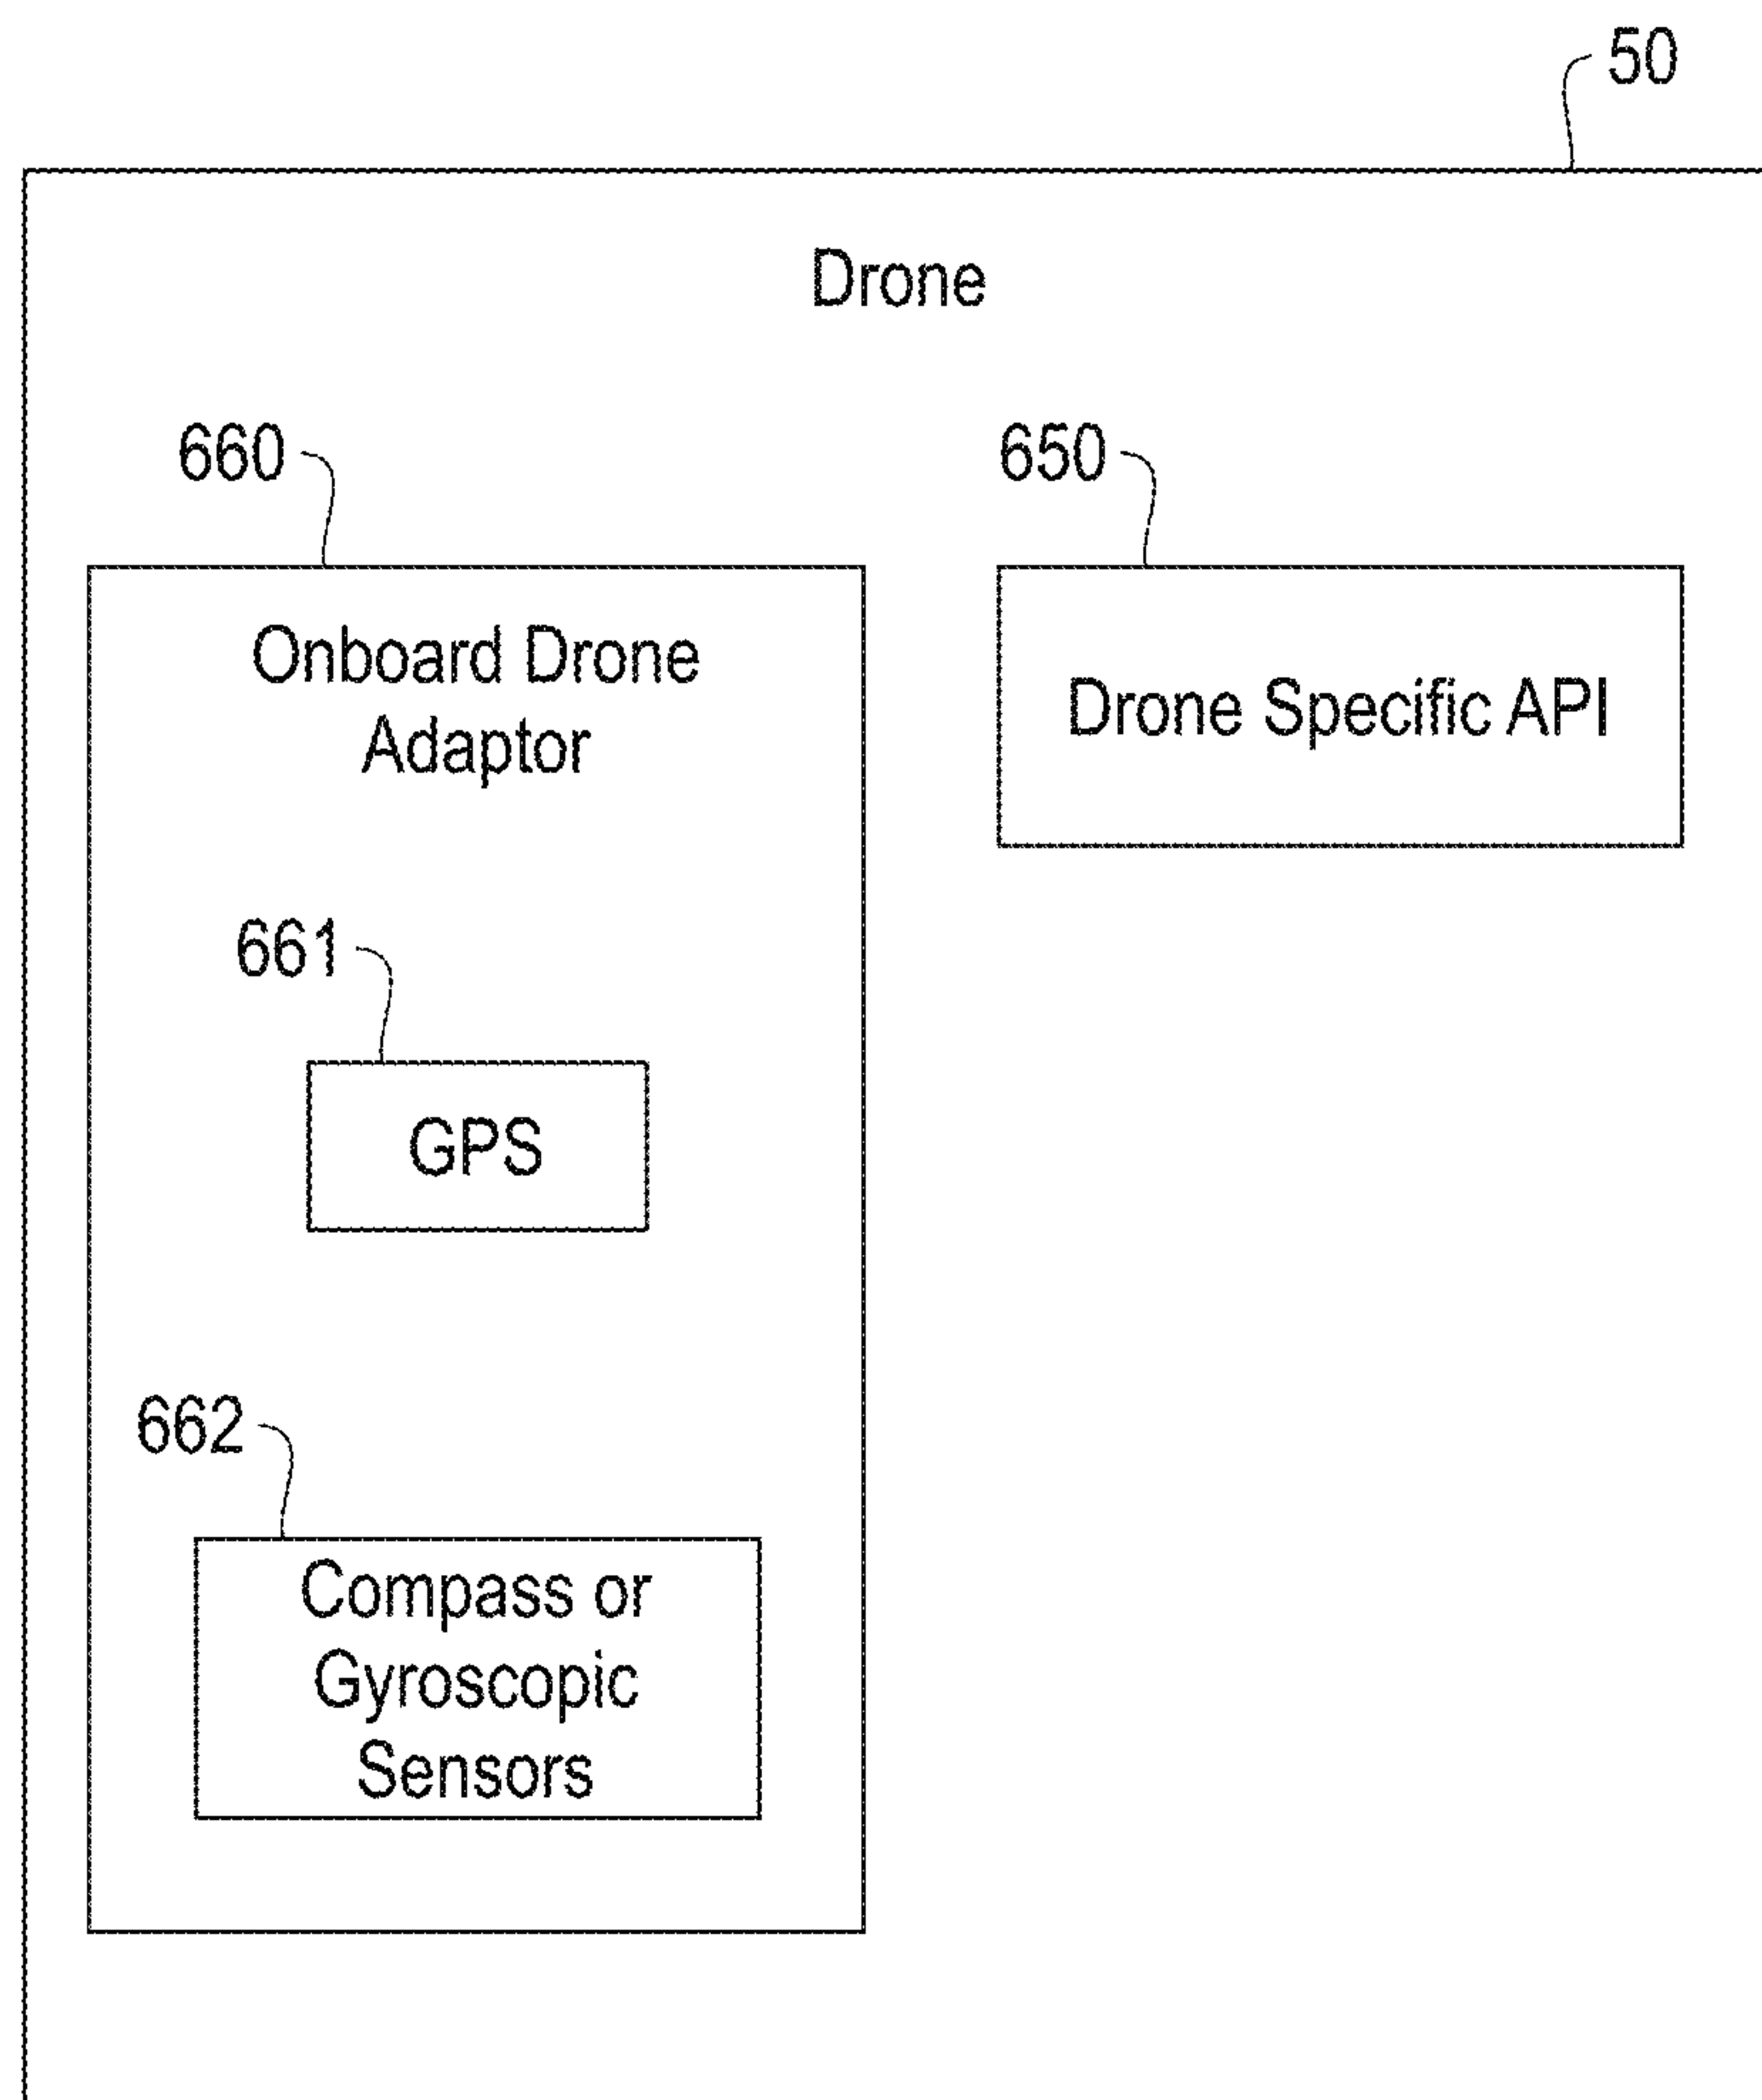 50
Drone
660
650
Onboard Drone
Adaptor
Drone Specific API
661
GPS
662
Compass or
Gyroscopic
Sensors